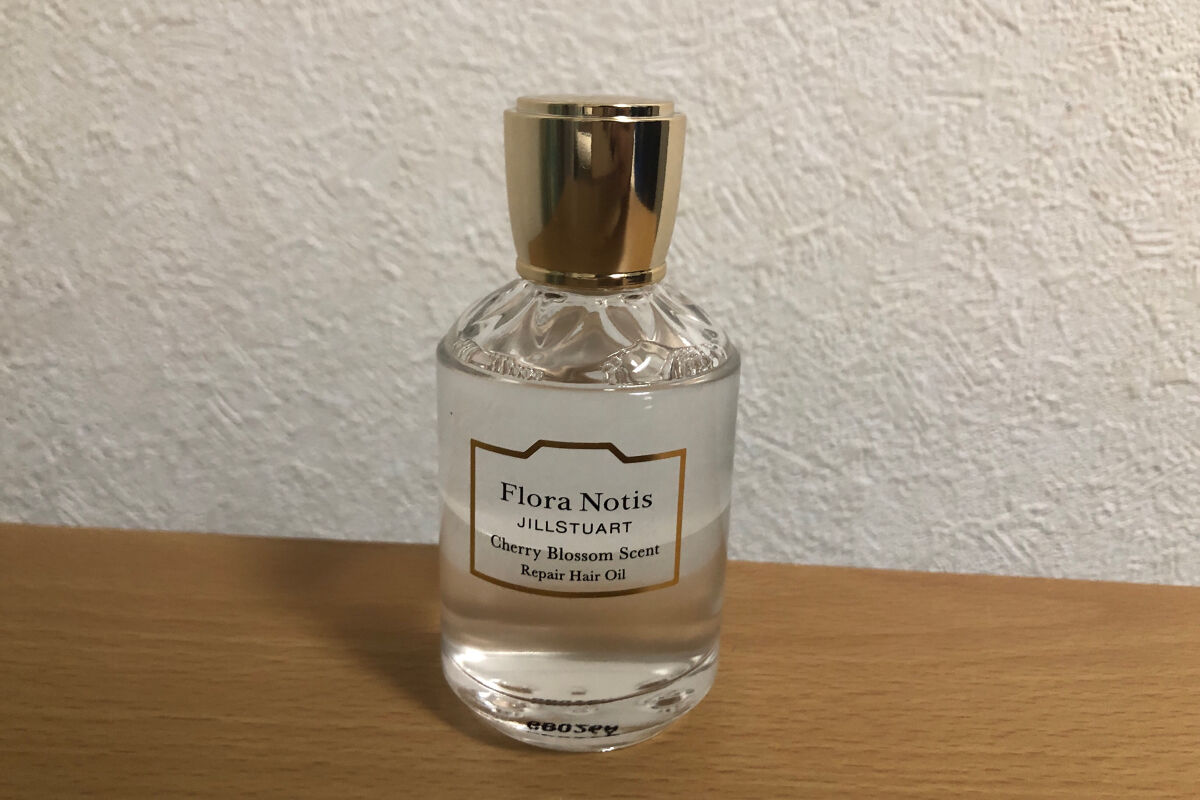 Flora Notis
JILLSTUART
Cherry Blossom Scent
Repair Hair Oil